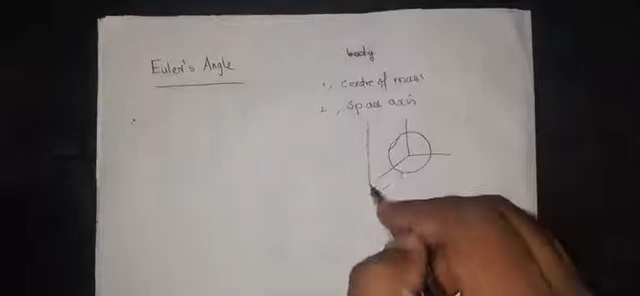 Euler's Angle
body
1, Centre of mass
2, Space axis